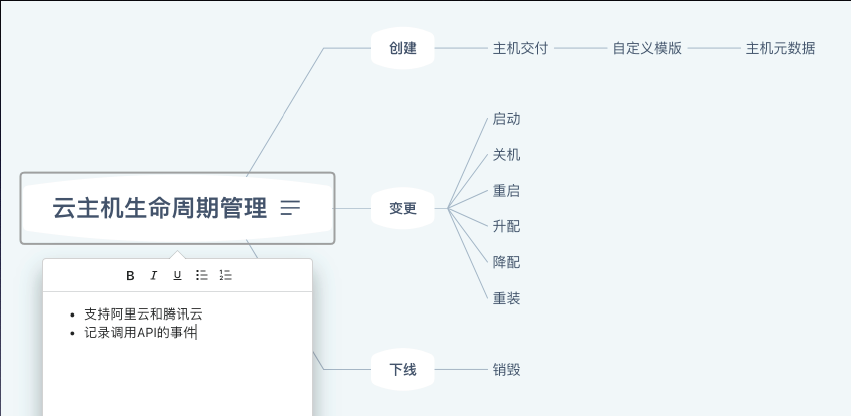 创建
主机交付
自定义模版
主机元数据
启动
关机
重启
云主机生命周期管理
变更
升配
降配
重装
B I U
支持阿里云和腾讯云
记录调用API的事件
下线
销毁